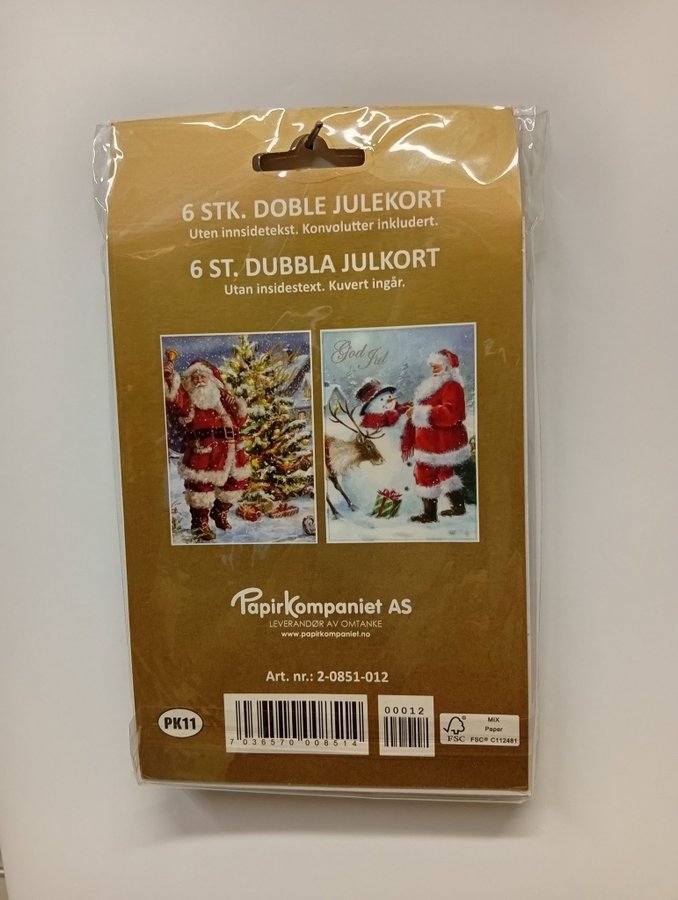 6 STK. DOBLE JULEKORT
Uten innsidetekst. Konvolutter inkludert.
6 ST. DUBBLA JULKORT
Utan insidestext. Kuvert ingår.
God Jul
PapirKompaniet AS
LEVERANDØR AV OMTANKE
www.papirkompaniet.no
Art. nr.: 2-0851-012
PK11
7 036570 008514
00012
FSC
MIX
Paper
FSC® C112481